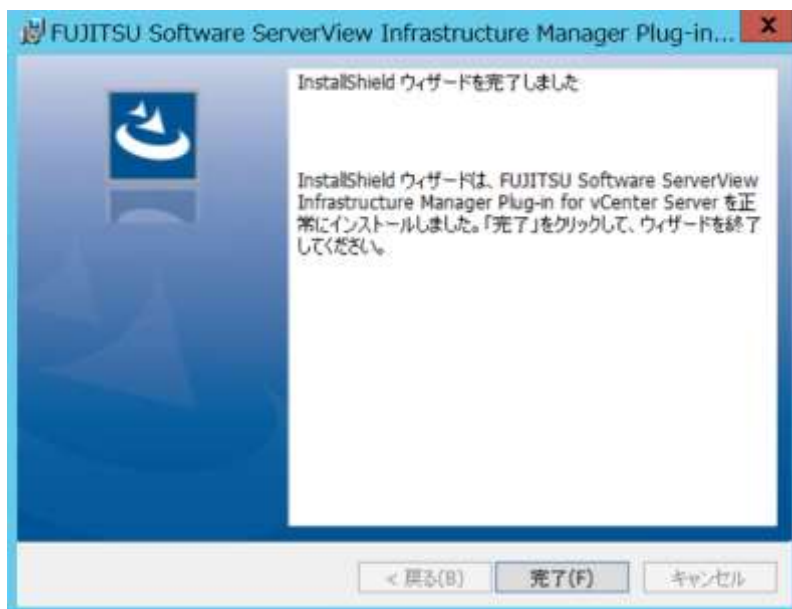 FUJITSU Software ServerView Infrastructure Manager Plug-in...
InstallShield ウィザードを完了しました
InstallShield ウィザードは、FUJITSU Software ServerView
Infrastructure Manager Plug-in for vCenter Server を正
常にインストールしました。「完了」をクリックして、ウィザードを終了
してください。
< 戻る(B)
完了(F)
キャンセル